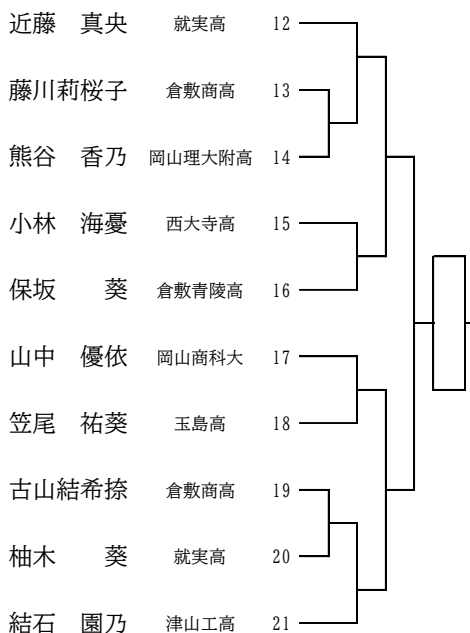 近藤　真央　就実高　12
藤川莉桜子　倉敷商高　13
熊谷　香乃　岡山理大附高　14
小林　海憂　西大寺高　15
保坂　　葵　倉敷青陵高　16
山中　優依　岡山商科大　17
笠尾　祐葵　玉島高　18
古山結希捺　倉敷商高　19
柚木　　葵　就実高　20
結石　園乃　津山工高　21